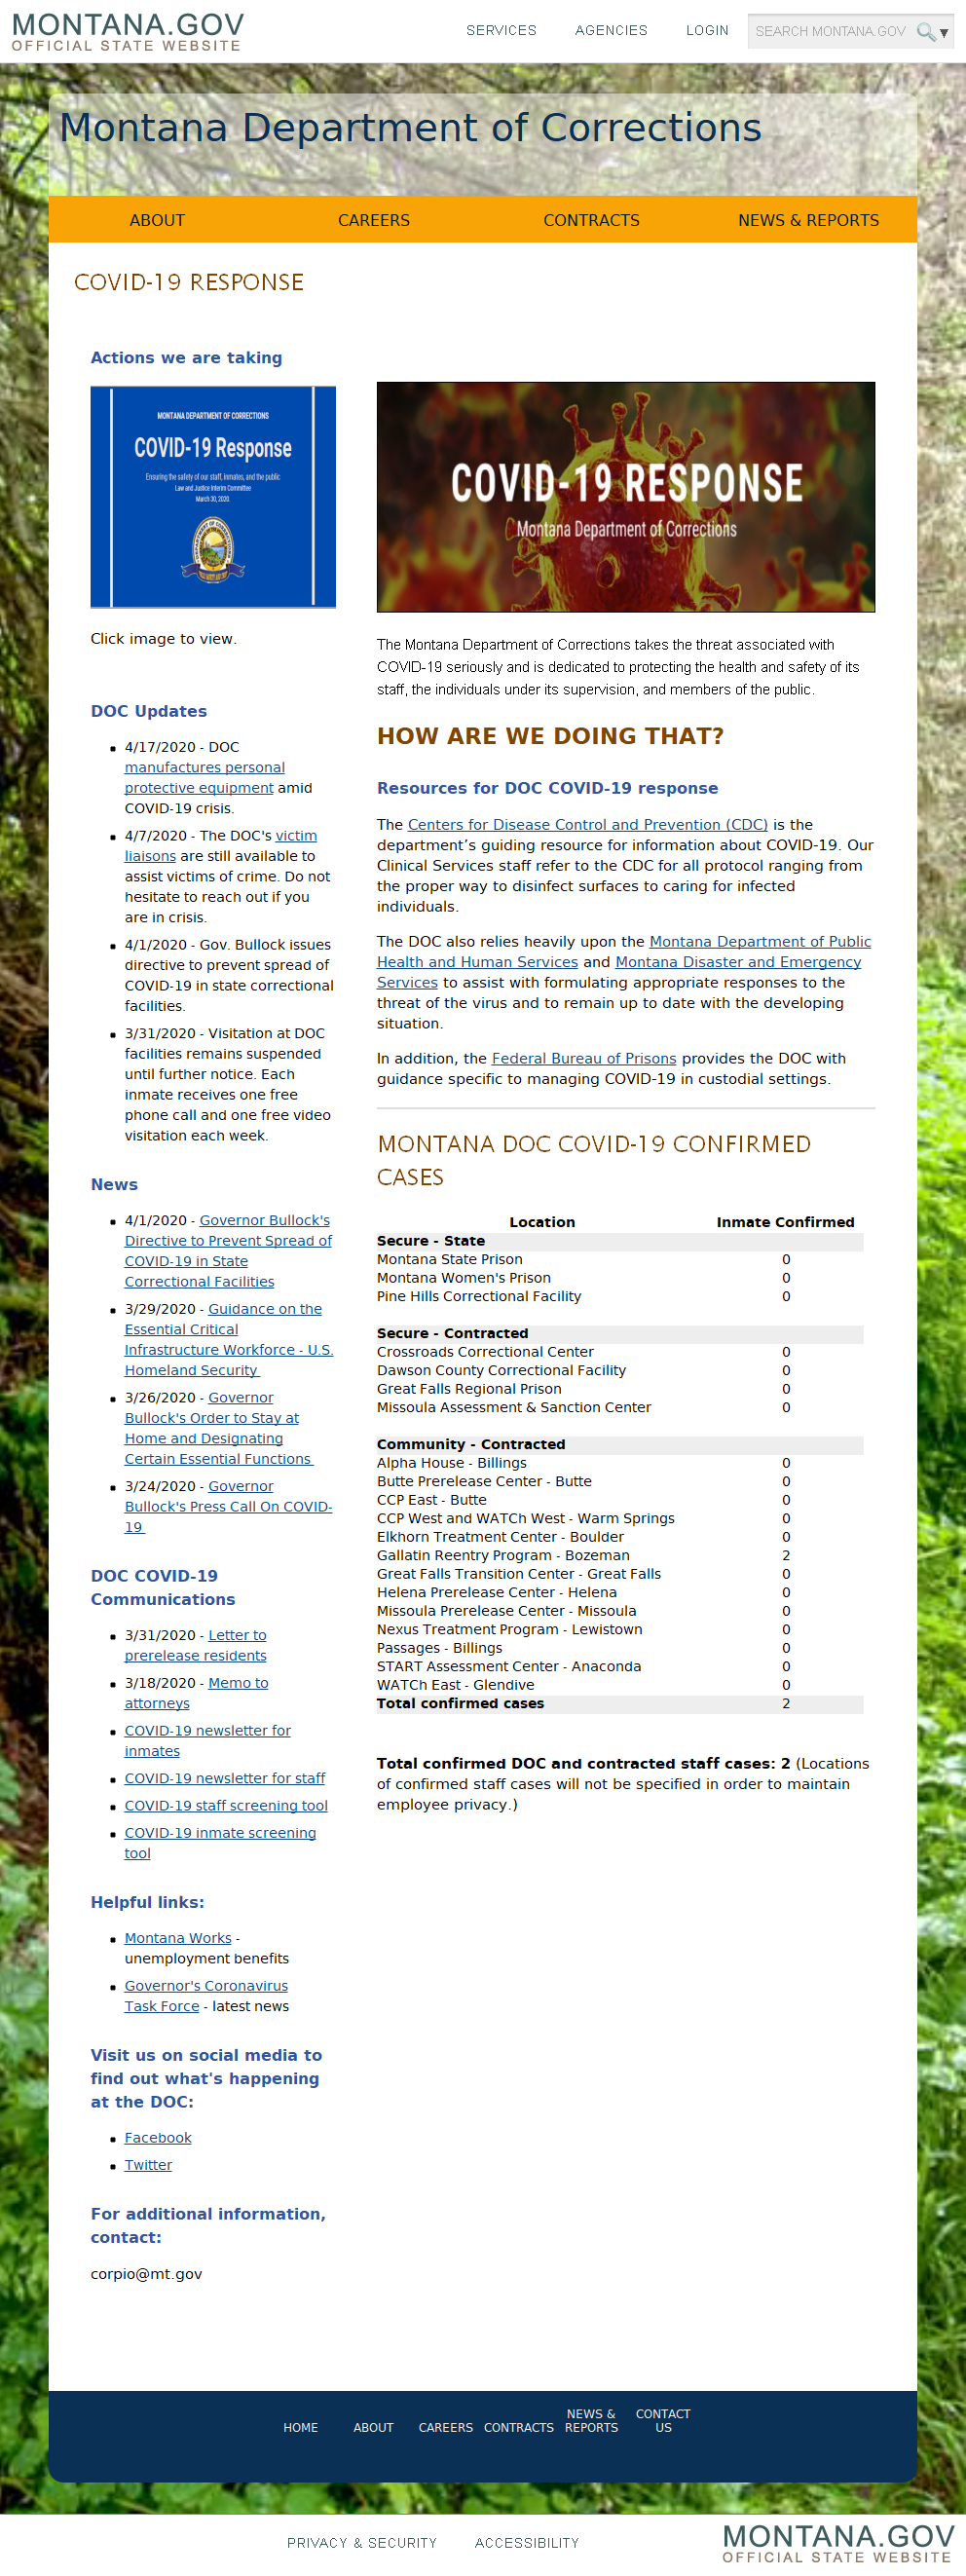 MONTANA.GOV
OFFICIAL STATE WEBSITE
SERVICES AGENCIES LOGIN SEARCH MONTANA.GOV
Montana Department of Corrections
ABOUT CAREERS CONTRACTS NEWS & REPORTS
COVID-19 RESPONSE
Actions we are taking
MONTANA DEPARTMENT OF CORRECTIONS
COVID-19 Response
Ensuring the safety of our staff, inmates, and the public
Law and Justice Interim Committee
March 30, 2020
Click image to view.
DOC Updates
4/17/2020 - DOC
manufactures personal
protective equipment amid
COVID-19 crisis.
4/7/2020 - The DOC's victim
liaisons are still available to
assist victims of crime. Do not
hesitate to reach out if you
are in crisis.
4/1/2020 - Gov. Bullock issues
directive to prevent spread of
COVID-19 in state correctional
facilities.
3/31/2020 - Visitation at DOC
facilities remains suspended
until further notice. Each
inmate receives one free
phone call and one free video
visitation each week.
News
4/1/2020 - Governor Bullock's
Directive to Prevent Spread of
COVID-19 in State
Correctional Facilities
3/29/2020 - Guidance on the
Essential Critical
Infrastructure Workforce - U.S.
Homeland Security
3/26/2020 - Governor
Bullock's Order to Stay at
Home and Designating
Certain Essential Functions
3/24/2020 - Governor
Bullock's Press Call On COVID-
19
DOC COVID-19
Communications
3/31/2020 - Letter to
prerelease residents
3/18/2020 - Memo to
attorneys
COVID-19 newsletter for
inmates
COVID-19 newsletter for staff
COVID-19 staff screening tool
COVID-19 inmate screening
tool
Helpful links:
Montana Works -
unemployment benefits
Governor's Coronavirus
Task Force - latest news
Visit us on social media to
find out what's happening
at the DOC:
Facebook
Twitter
For additional information,
contact:
corpio@mt.gov
COVID-19 RESPONSE
Montana Department of Corrections
The Montana Department of Corrections takes the threat associated with
COVID-19 seriously and is dedicated to protecting the health and safety of its
staff, the individuals under its supervision, and members of the public.
HOW ARE WE DOING THAT?
Resources for DOC COVID-19 response
The Centers for Disease Control and Prevention (CDC) is the
department's guiding resource for information about COVID-19. Our
Clinical Services staff refer to the CDC for all protocol ranging from
the proper way to disinfect surfaces to caring for infected
individuals.
The DOC also relies heavily upon the Montana Department of Public
Health and Human Services and Montana Disaster and Emergency
Services to assist with formulating appropriate responses to the
threat of the virus and to remain up to date with the developing
situation.
In addition, the Federal Bureau of Prisons provides the DOC with
guidance specific to managing COVID-19 in custodial settings.
MONTANA DOC COVID-19 CONFIRMED
CASES
Location Inmate Confirmed
Secure - State
Montana State Prison 0
Montana Women's Prison 0
Pine Hills Correctional Facility 0
Secure - Contracted
Crossroads Correctional Center 0
Dawson County Correctional Facility 0
Great Falls Regional Prison 0
Missoula Assessment & Sanction Center 0
Community - Contracted
Alpha House - Billings 0
Butte Prerelease Center - Butte 0
CCP East - Butte 0
CCP West and WATCh West - Warm Springs 0
Elkhorn Treatment Center - Boulder 0
Gallatin Reentry Program - Bozeman 2
Great Falls Transition Center - Great Falls 0
Helena Prerelease Center - Helena 0
Missoula Prerelease Center - Missoula 0
Nexus Treatment Program - Lewistown 0
Passages - Billings 0
START Assessment Center - Anaconda 0
WATCh East - Glendive 0
Total confirmed cases 2
Total confirmed DOC and contracted staff cases: 2 (Locations
of confirmed staff cases will not be specified in order to maintain
employee privacy.)
HOME ABOUT CAREERS CONTRACTS NEWS & REPORTS CONTACT US
PRIVACY & SECURITY ACCESSIBILITY
MONTANA.GOV
OFFICIAL STATE WEBSITE